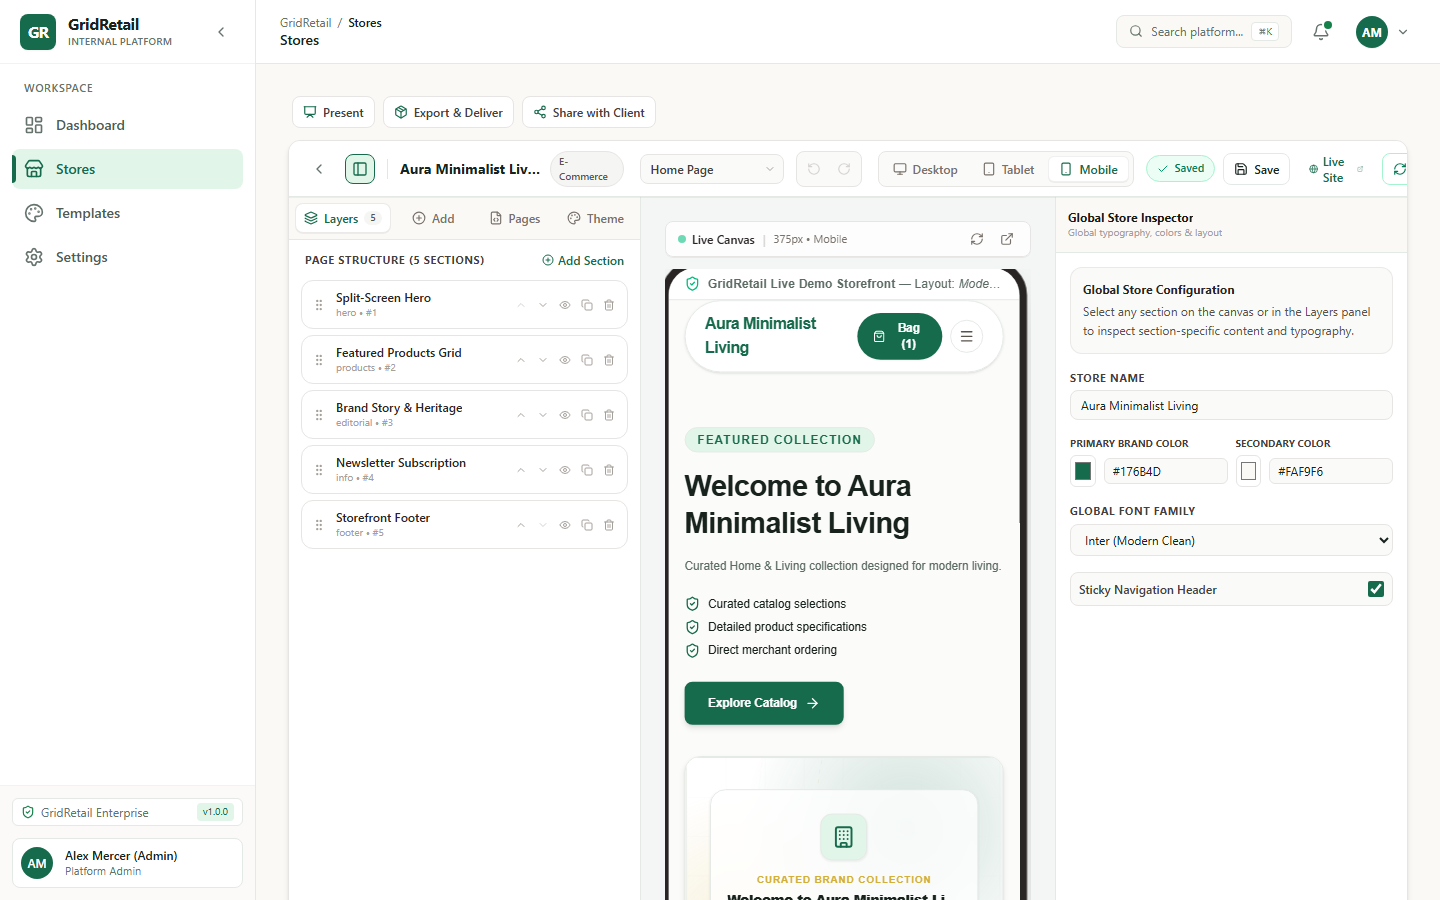 GR
GridRetail
INTERNAL PLATFORM
WORKSPACE
Dashboard
Stores
Templates
Settings
GridRetail Enterprise
v1.0.0
AM
Alex Mercer (Admin)
Platform Admin
GridRetail / Stores
Stores
Search platform...
⌘K
AM
Present
Export & Deliver
Share with Client
Aura Minimalist Liv...
E-
Commerce
Home Page
Desktop
Tablet
Mobile
Saved
Save
Live
Site
Layers
5
Add
Pages
Theme
PAGE STRUCTURE (5 SECTIONS)
Add Section
Split-Screen Hero
hero • #1
Featured Products Grid
products • #2
Brand Story & Heritage
editorial • #3
Newsletter Subscription
info • #4
Storefront Footer
footer • #5
Live Canvas | 375px • Mobile
GridRetail Live Demo Storefront — Layout: Mode...
Aura Minimalist
Living
Bag
(1)
FEATURED COLLECTION
Welcome to Aura
Minimalist Living
Curated Home & Living collection designed for modern living.
Curated catalog selections
Detailed product specifications
Direct merchant ordering
Explore Catalog
CURATED BRAND COLLECTION
Welcome to Aura Minimalist Li
Global Store Inspector
Global typography, colors & layout
Global Store Configuration
Select any section on the canvas or in the Layers panel
to inspect section-specific content and typography.
STORE NAME
Aura Minimalist Living
PRIMARY BRAND COLOR
SECONDARY COLOR
#176B4D
#FAF9F6
GLOBAL FONT FAMILY
Inter (Modern Clean)
Sticky Navigation Header